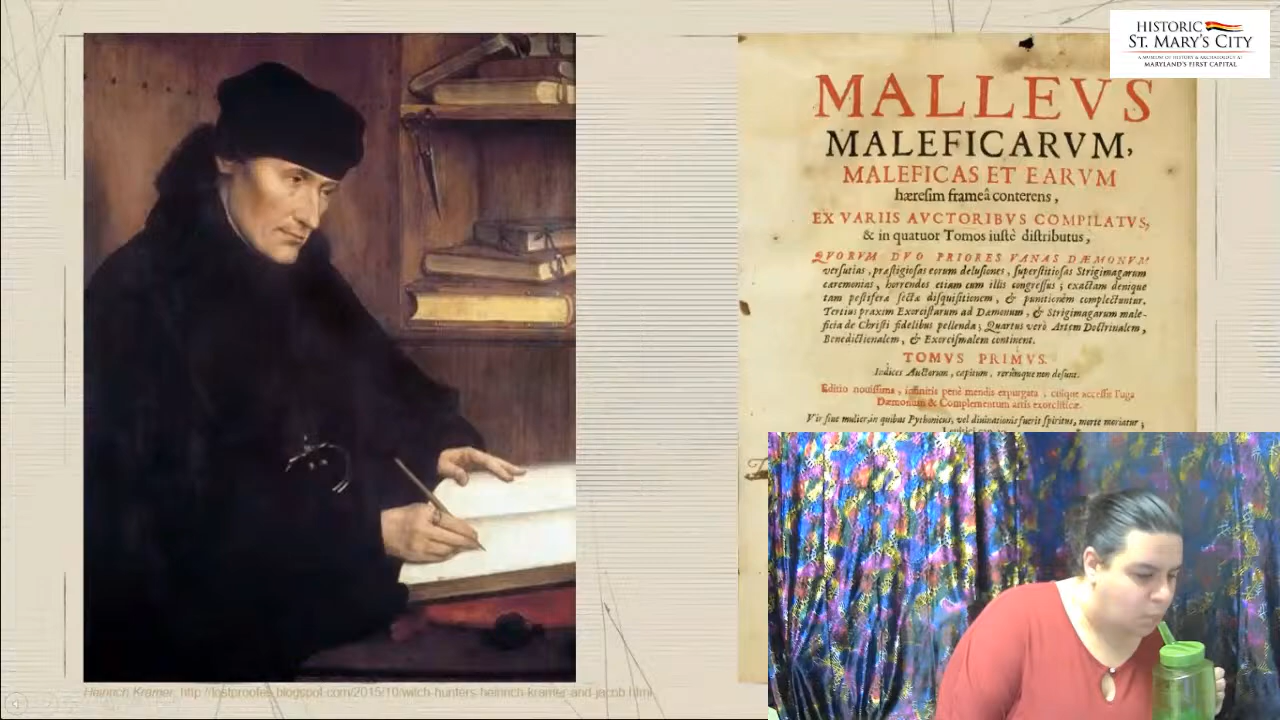 HISTORIC
ST. MARY'S CITY
A MUSEUM OF HISTORY & ARCHAEOLOGY AT
MARYLAND'S FIRST CAPITAL
MALLEVS
MALEFICARVM,
MALEFICAS ET EARVM
hæresim frameâ conterens,
EX VARIIS AVCTORIBVS COMPILATVS,
& in quatuor Tomos iustè distributus,
QVORVM DVO PRIORES VANAS DÆMONVM
versutias, præstigiosas eorum delusiones, superstitiosas Strigimagarum
cæremonias, horrendos etiam cum illis congressus; exactam denique
tam pestiferæ sectæ disquisitionem, & punitionem complectuntur.
Tertius praxim Exorcistarum ad Dæmonum, & Strigimagarum male-
ficia de Christi fidelibus pellenda; Quartus verò Artem Doctrinalem,
Benedictionalem, & Exorcismalem continent.
TOMVS PRIMVS.
Indices Auctorum, capitum, rerúmque non desunt.
Editio nouissima, infinitis penè mendis expurgata; cuique accessit Fuga
Dæmonum & Complementum artis exorcisticæ.
Vir siue mulier, in quibus Pythonicus, vel diuinationis fuerit spiritus, morte moriatur;
Heinrich Kramer, http://lostproofes.blogspot.com/2015/10/witch-hunters-heinrich-kramer-and-jacob.html